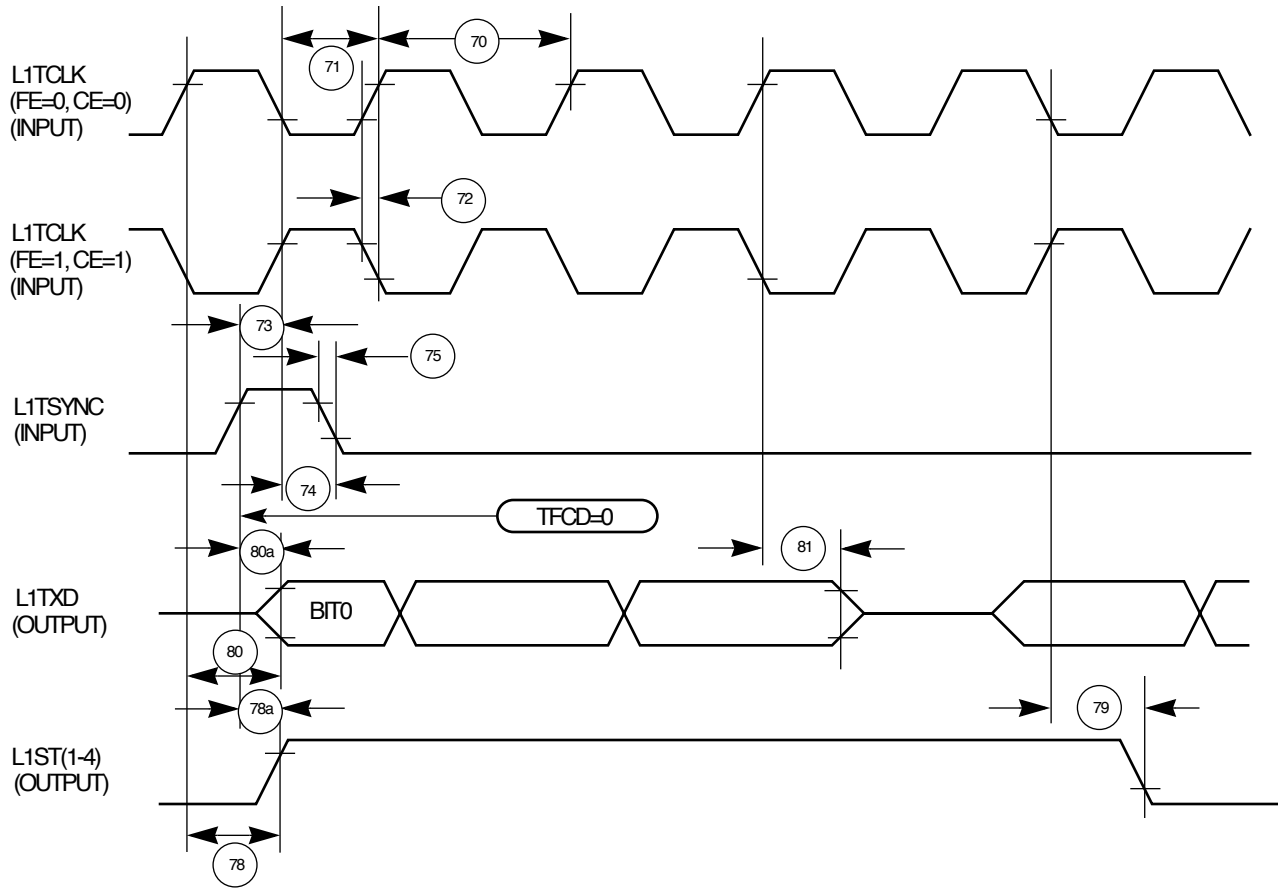 70
71
L1TCLK
(FE=0, CE=0)
(INPUT)
72
L1TCLK
(FE=1, CE=1)
(INPUT)
73
75
L1TSYNC
(INPUT)
74
TFCD=0
80a
81
L1TXD
(OUTPUT)
BIT0
80
78a
79
L1ST(1-4)
(OUTPUT)
78